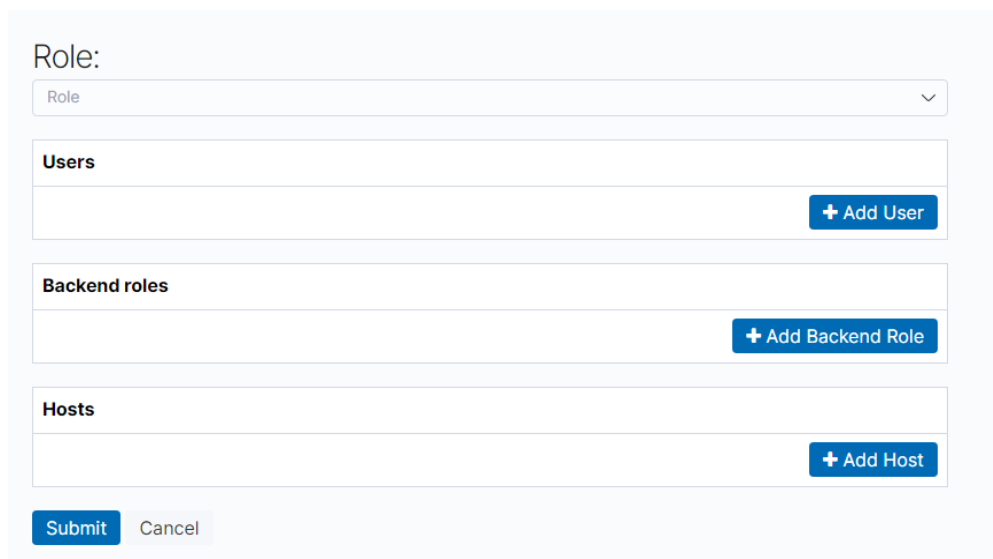 Role:
Role
Users
Add User
Backend roles
Add Backend Role
Hosts
Add Host
Submit Cancel